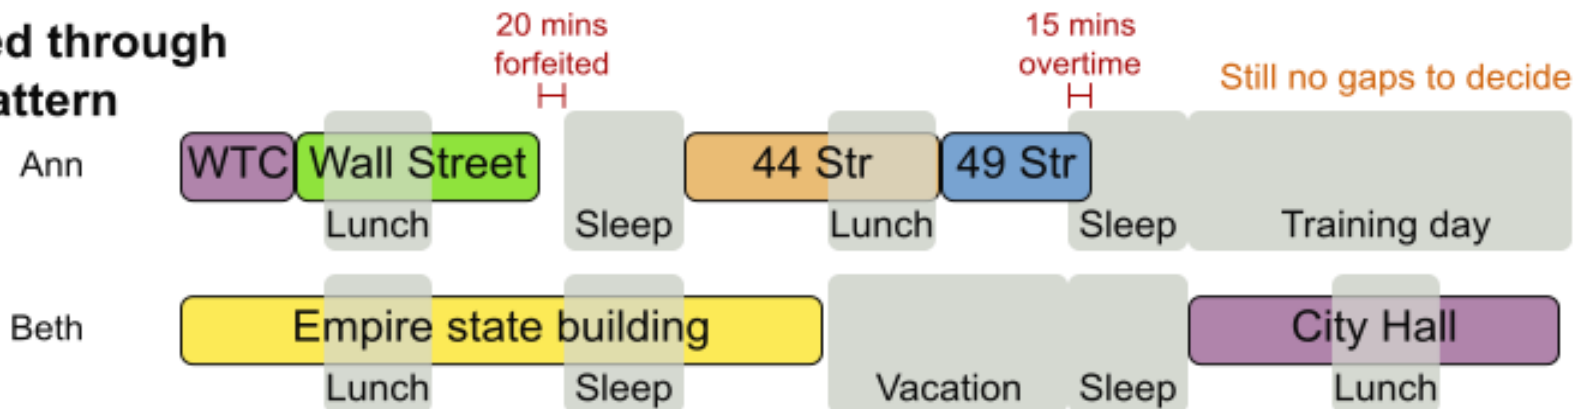 ed through
attern
20 mins
forfeited
15 mins
overtime
Still no gaps to decide
Ann
WTC Wall Street 44 Str 49 Str
Lunch Sleep Lunch Sleep Training day
Beth
Empire state building City Hall
Lunch Sleep Vacation Sleep Lunch